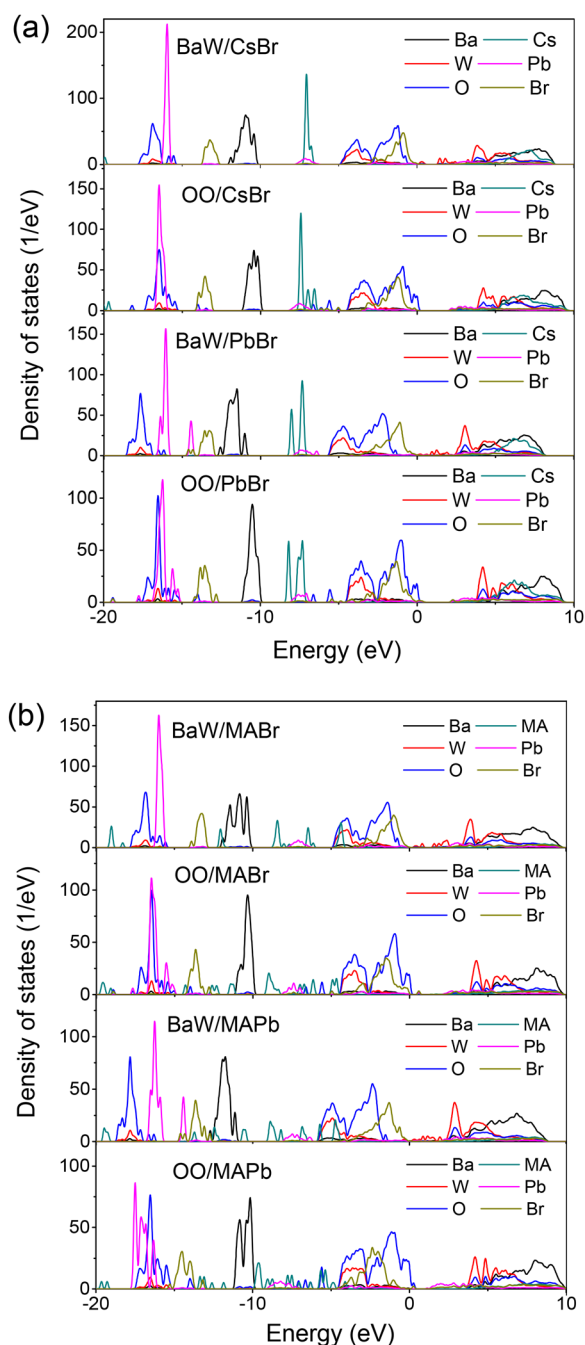 (a)
BaW/CsBr
Ba Cs
W Pb
O Br
200
150
100
50
0
OO/CsBr
Ba Cs
W Pb
O Br
150
100
50
0
BaW/PbBr
Ba Cs
W Pb
O Br
150
100
50
0
OO/PbBr
Ba Cs
W Pb
O Br
100
50
0
-20 -10 0 10
Energy (eV)
Density of states (1/eV)
(b)
BaW/MABr
Ba MA
W Pb
O Br
150
100
50
0
OO/MABr
Ba MA
W Pb
O Br
100
50
0
BaW/MAPb
Ba MA
W Pb
O Br
100
50
0
OO/MAPb
Ba MA
W Pb
O Br
100
50
0
-20 -10 0 10
Energy (eV)
Density of states (1/eV)